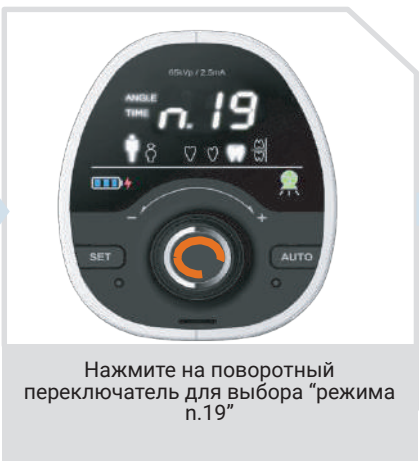 65kVp / 2.5mA
ANGLE
TIME
n. 19
- +
SET
AUTO
Нажмите на поворотный
переключатель для выбора “режима
n.19”